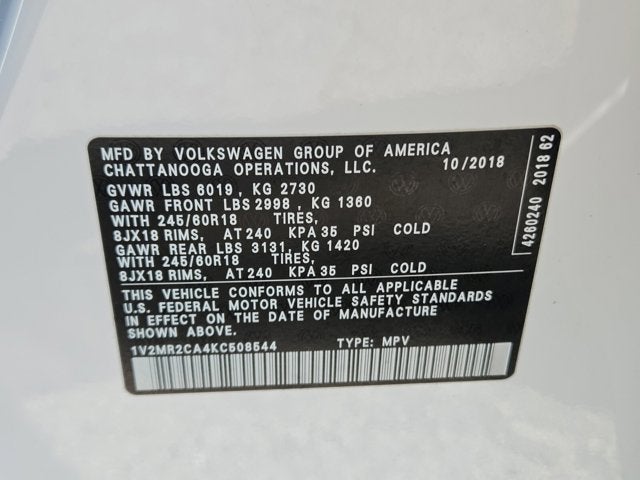 MFD BY VOLKSWAGEN GROUP OF AMERICA
CHATTANOOGA OPERATIONS, LLC. 10/2018
GVWR LBS 6019 , KG 2730
GAWR FRONT LBS 2998 , KG 1360
WITH 245/60R18 TIRES,
8JX18 RIMS, AT 240 KPA 35 PSI COLD
GAWR REAR LBS 3131, KG 1420
WITH 245/60R18 TIRES,
8JX18 RIMS, AT 240 KPA 35 PSI COLD
THIS VEHICLE CONFORMS TO ALL APPLICABLE
U.S. FEDERAL MOTOR VEHICLE SAFETY STANDARDS
IN EFFECT ON THE DATE OF MANUFACTURE
SHOWN ABOVE.
1V2MR2CA4KC508544 TYPE: MPV
4260240 2018 62